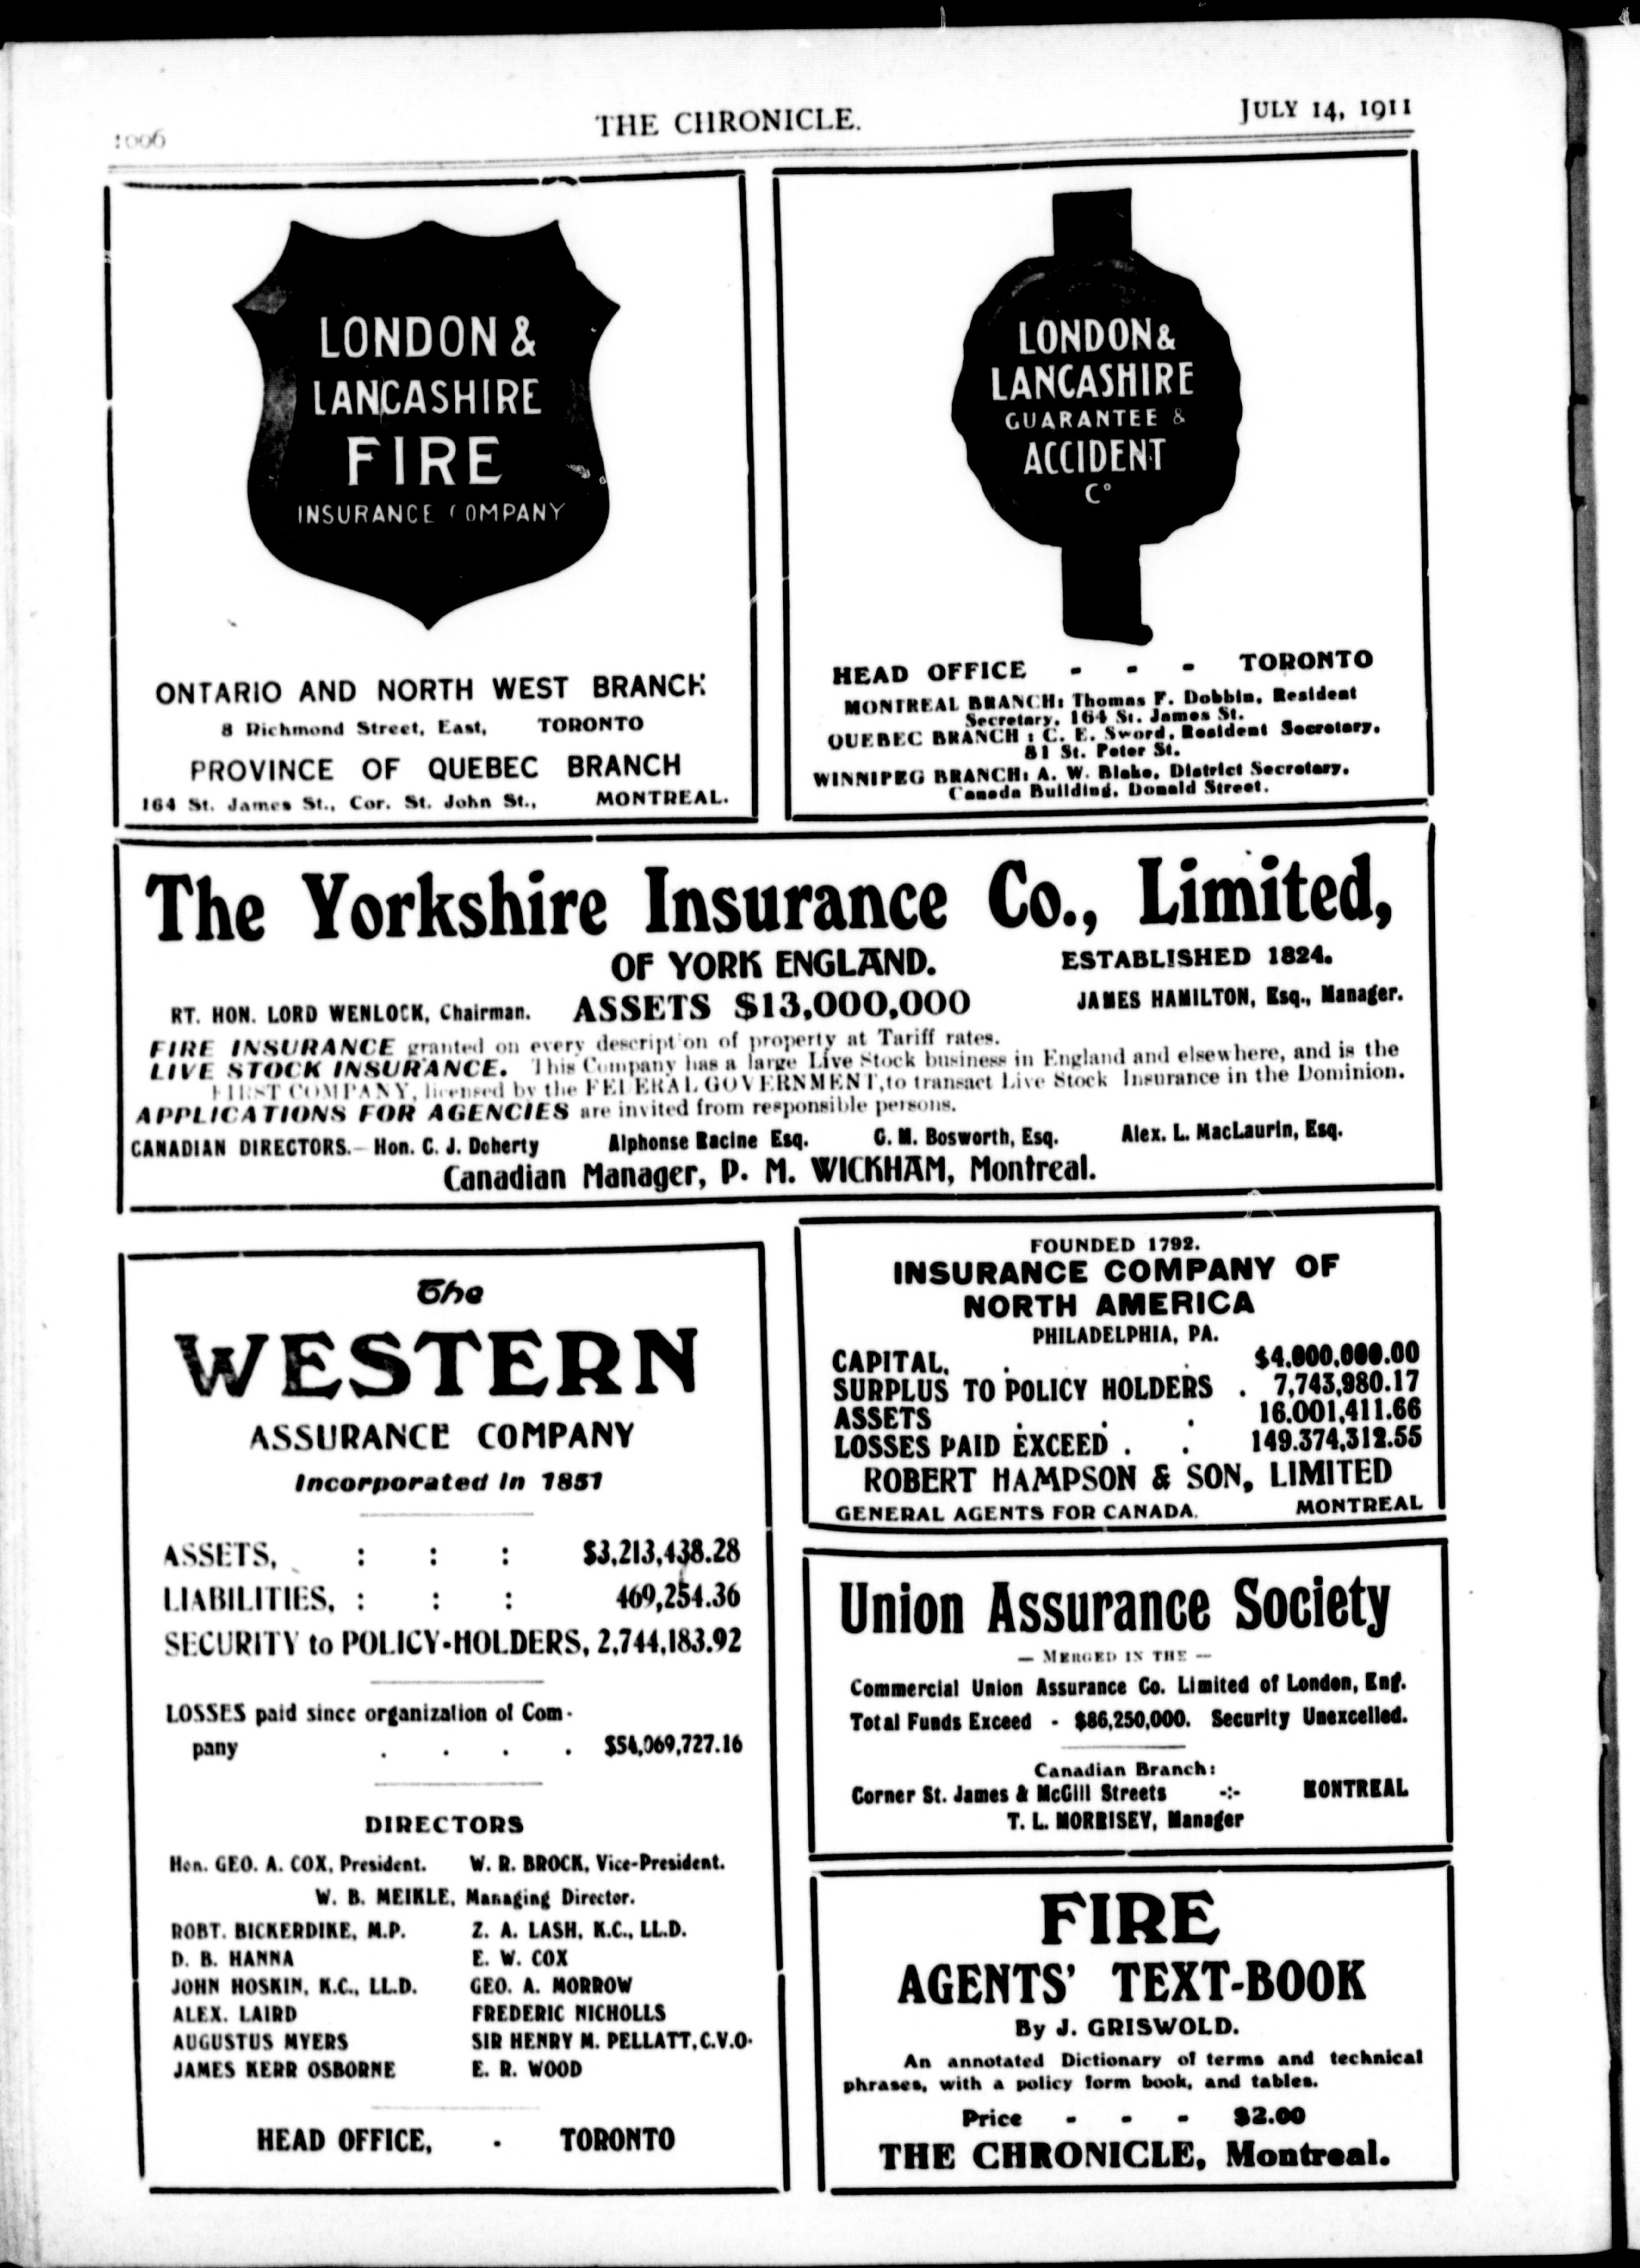 1006
THE CHRONICLE.
JULY 14, 1911
LONDON &
LANCASHIRE
FIRE
INSURANCE COMPANY
ONTARIO AND NORTH WEST BRANCH
8 Richmond Street, East, TORONTO
PROVINCE OF QUEBEC BRANCH
164 St. James St., Cor. St. John St., MONTREAL.
LONDON &
LANCASHIRE
GUARANTEE &
ACCIDENT
Co
HEAD OFFICE - - - TORONTO
MONTREAL BRANCH: Thomas F. Dobbin, Resident
Secretary, 164 St. James St.
QUEBEC BRANCH : C. E. Sword, Resident Secretary,
81 St. Peter St.
WINNIPEG BRANCH: A. W. Blake, District Secretary,
Canada Building, Donald Street.
The Yorkshire Insurance Co., Limited,
OF YORK ENGLAND. ESTABLISHED 1824.
RT. HON. LORD WENLOCK, Chairman. ASSETS $13,000,000 JAMES HAMILTON, Esq., Manager.
FIRE INSURANCE granted on every description of property at Tariff rates.
LIVE STOCK INSURANCE. This Company has a large Live Stock business in England and elsewhere, and is the
FIRST COMPANY, licensed by the FEDERAL GOVERNMENT, to transact Live Stock Insurance in the Dominion.
APPLICATIONS FOR AGENCIES are invited from responsible persons.
CANADIAN DIRECTORS.- Hon. C. J. Doherty Alphonse Racine Esq. G. M. Bosworth, Esq. Alex. L. MacLaurin, Esq.
Canadian Manager, P. M. WICKHAM, Montreal.
The
WESTERN
ASSURANCE COMPANY
Incorporated in 1851
ASSETS, : : : $3,213,438.28
LIABILITIES, : : : 469,254.36
SECURITY to POLICY-HOLDERS, 2,744,183.92
LOSSES paid since organization of Com-
pany . . . . $54,069,727.16
DIRECTORS
Hon. GEO. A. COX, President. W. R. BROCK, Vice-President.
W. B. MEIKLE, Managing Director.
ROBT. BICKERDIKE, M.P. Z. A. LASH, K.C., LL.D.
D. B. HANNA E. W. COX
JOHN HOSKIN, K.C., LL.D. GEO. A. MORROW
ALEX. LAIRD FREDERIC NICHOLLS
AUGUSTUS MYERS SIR HENRY M. PELLATT, C.V.O.
JAMES KERR OSBORNE E. R. WOOD
HEAD OFFICE, . TORONTO
FOUNDED 1792.
INSURANCE COMPANY OF
NORTH AMERICA
PHILADELPHIA, PA.
CAPITAL, . . . $4,000,000.00
SURPLUS TO POLICY HOLDERS . 7,743,980.17
ASSETS . . . 16,001,411.66
LOSSES PAID EXCEED . . 149,374,312.55
ROBERT HAMPSON & SON, LIMITED
GENERAL AGENTS FOR CANADA. MONTREAL
Union Assurance Society
— MERGED IN THE —
Commercial Union Assurance Co. Limited of London, Eng.
Total Funds Exceed - $86,250,000. Security Unexcelled.
Canadian Branch:
Corner St. James & McGill Streets -:- MONTREAL
T. L. MORRISEY, Manager
FIRE
AGENTS' TEXT-BOOK
By J. GRISWOLD.
An annotated Dictionary of terms and technical
phrases, with a policy form book, and tables.
Price - - - $2.00
THE CHRONICLE, Montreal.